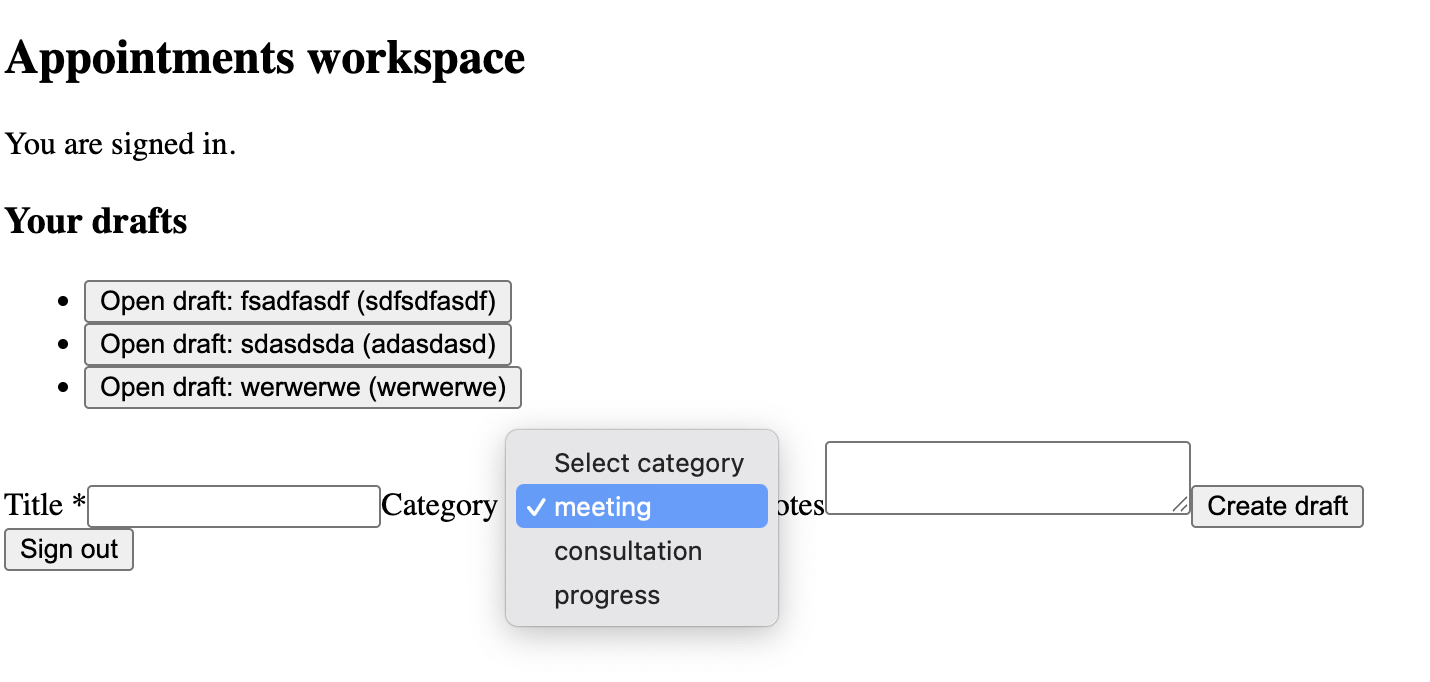 Appointments workspace
You are signed in.
Your drafts
Open draft: fsadfasdf (sdfsdfasdf)
Open draft: sdasdsda (adasdasd)
Open draft: werwerwe (werwerwe)
Title * Category otes Create draft
Select category
meeting
consultation
progress
Sign out